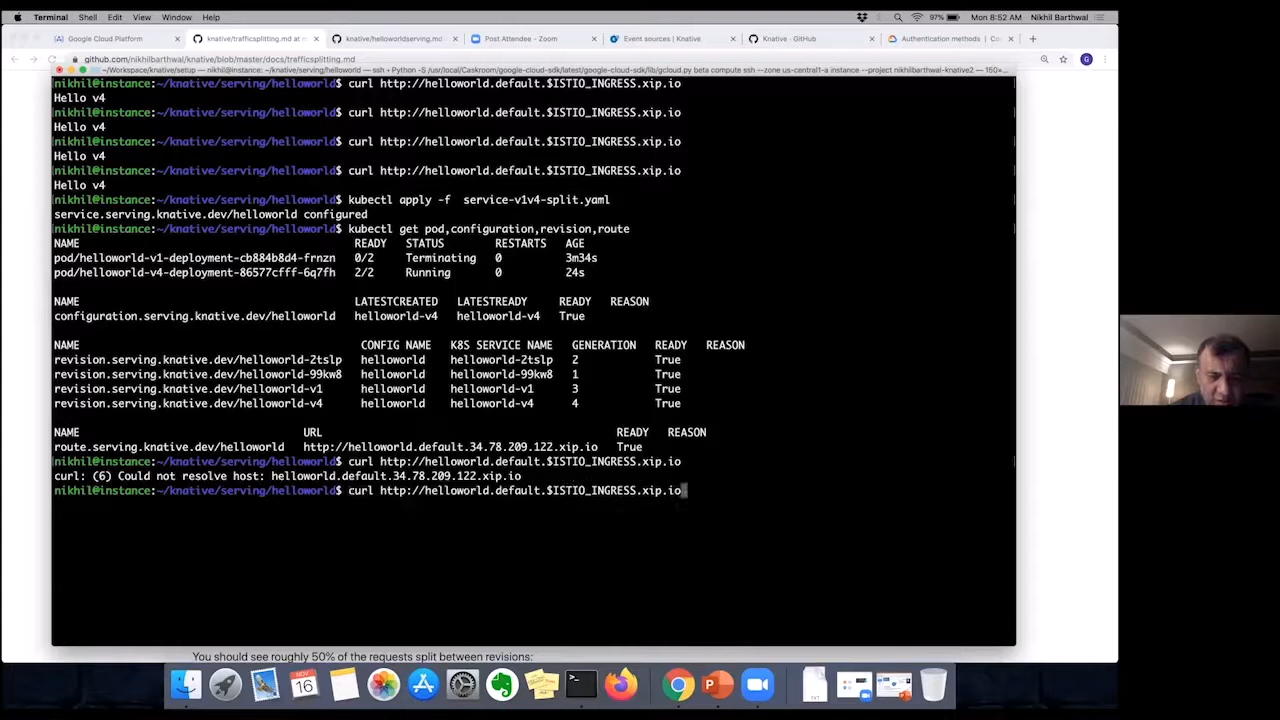 Terminal Shell Edit View Window Help 97% Mon 8:52 AM Nikhil Barthwal
Google Cloud Platform knative/trafficsplitting.md at m knative/helloworldserving.md Post Attendee - Zoom Event sources | Knative Knative · GitHub Authentication methods | Co
github.com/nikhilbarthwal/knative/blob/master/docs/trafficsplitting.md G
~/Workspace/knative/setup — nikhil@instance: ~/knative/serving/helloworld — ssh ‹ Python -S /usr/local/Caskroom/google-cloud-sdk/latest/google-cloud-sdk/lib/gcloud.py beta compute ssh --zone us-central1-a instance --project nikhilbarthwal-knative2 — 150×
nikhil@instance:~/knative/serving/helloworld$ curl http://helloworld.default.$ISTIO_INGRESS.xip.io
Hello v4
nikhil@instance:~/knative/serving/helloworld$ curl http://helloworld.default.$ISTIO_INGRESS.xip.io
Hello v4
nikhil@instance:~/knative/serving/helloworld$ curl http://helloworld.default.$ISTIO_INGRESS.xip.io
Hello v4
nikhil@instance:~/knative/serving/helloworld$ curl http://helloworld.default.$ISTIO_INGRESS.xip.io
Hello v4
nikhil@instance:~/knative/serving/helloworld$ kubectl apply -f  service-v1v4-split.yaml
service.serving.knative.dev/helloworld configured
nikhil@instance:~/knative/serving/helloworld$ kubectl get pod,configuration,revision,route
NAME READY STATUS RESTARTS AGE
pod/helloworld-v1-deployment-cb884b8d4-frnzn 0/2 Terminating 0 3m34s
pod/helloworld-v4-deployment-86577cfff-6q7fh 2/2 Running 0 24s
NAME LATESTCREATED LATESTREADY READY REASON
configuration.serving.knative.dev/helloworld helloworld-v4 helloworld-v4 True
NAME CONFIG NAME K8S SERVICE NAME GENERATION READY REASON
revision.serving.knative.dev/helloworld-2tslp helloworld helloworld-2tslp 2 True
revision.serving.knative.dev/helloworld-99kw8 helloworld helloworld-99kw8 1 True
revision.serving.knative.dev/helloworld-v1 helloworld helloworld-v1 3 True
revision.serving.knative.dev/helloworld-v4 helloworld helloworld-v4 4 True
NAME URL READY REASON
route.serving.knative.dev/helloworld http://helloworld.default.34.78.209.122.xip.io True
nikhil@instance:~/knative/serving/helloworld$ curl http://helloworld.default.$ISTIO_INGRESS.xip.io
curl: (6) Could not resolve host: helloworld.default.34.78.209.122.xip.io
nikhil@instance:~/knative/serving/helloworld$ curl http://helloworld.default.$ISTIO_INGRESS.xip.io
You should see roughly 50% of the requests split between revisions:
NOV
16
TXT